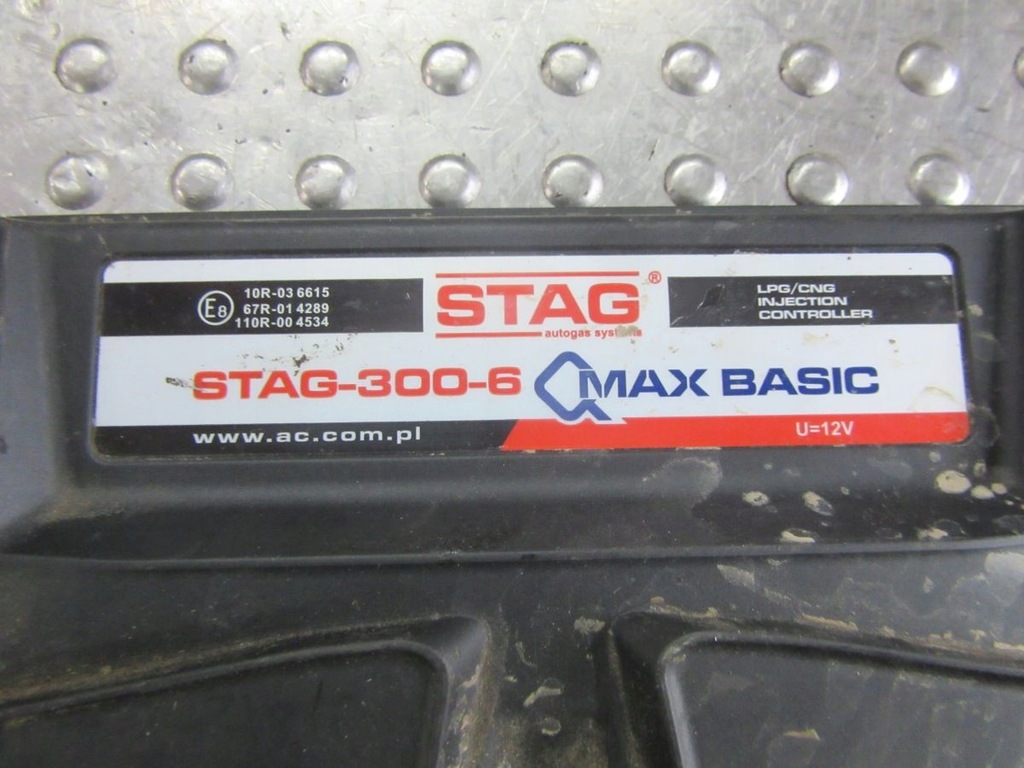 E8
10R-03 6615
67R-01 4289
110R-00 4534
STAG®
autogas systems
LPG/CNG
INJECTION
CONTROLLER
STAG-300-6 QMAX BASIC
www.ac.com.pl
U=12V